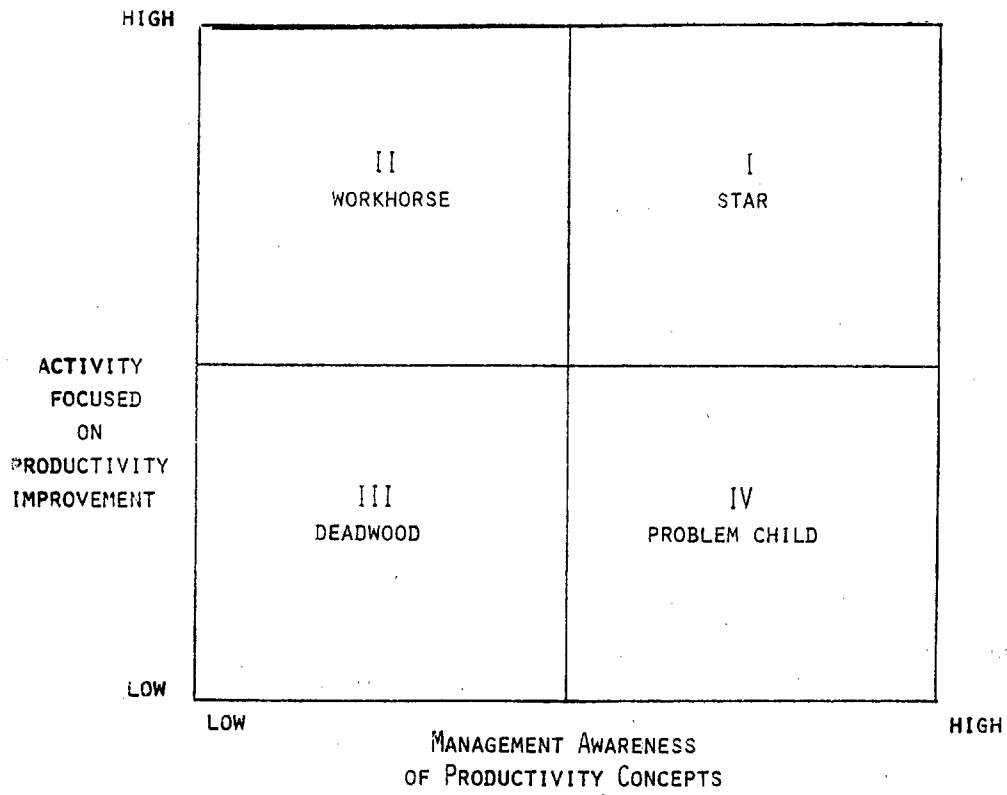 HIGH
II
WORKHORSE
I
STAR
ACTIVITY
FOCUSED
ON
PRODUCTIVITY
IMPROVEMENT
III
DEADWOOD
IV
PROBLEM CHILD
LOW
LOW
HIGH
MANAGEMENT AWARENESS
OF PRODUCTIVITY CONCEPTS